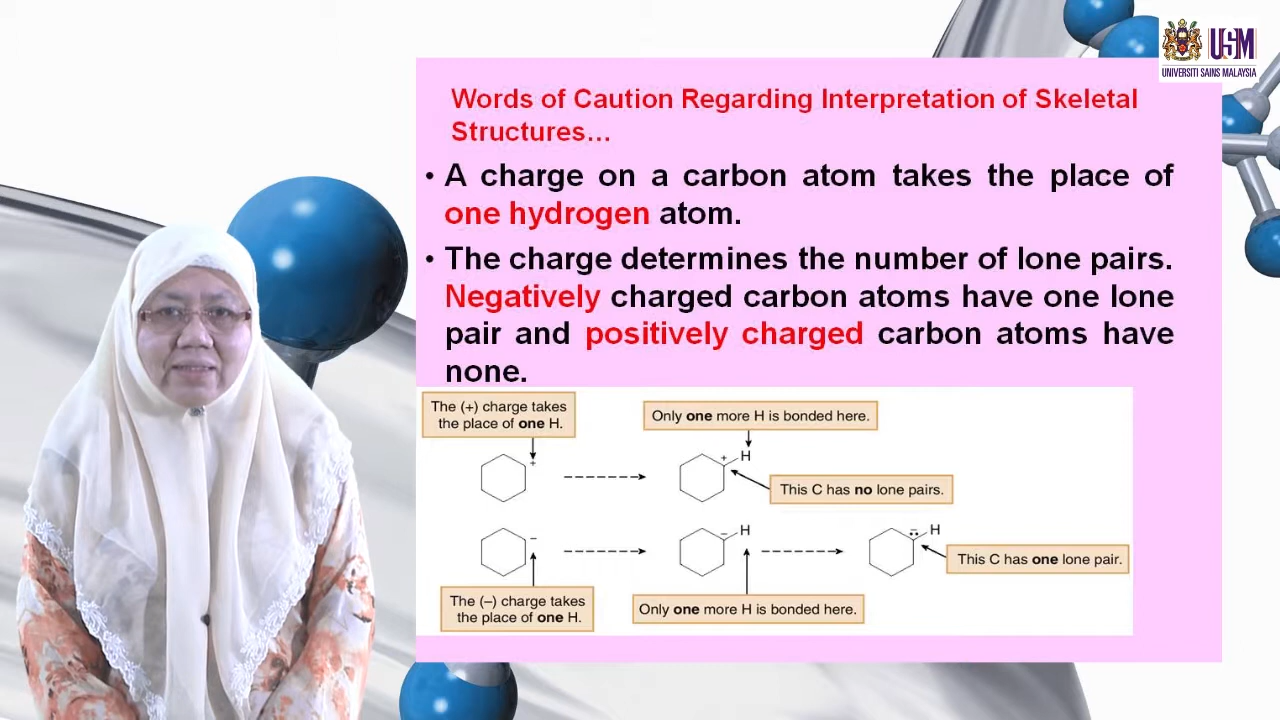 USM
UNIVERSITI SAINS MALAYSIA
Words of Caution Regarding Interpretation of Skeletal
Structures…
• A charge on a carbon atom takes the place of
one hydrogen atom.
• The charge determines the number of lone pairs.
Negatively charged carbon atoms have one lone
pair and positively charged carbon atoms have
none.
The (+) charge takes
the place of one H.
Only one more H is bonded here.
+
+
H
This C has no lone pairs.
−
−
H
−
H
This C has one lone pair.
The (−) charge takes
the place of one H.
Only one more H is bonded here.